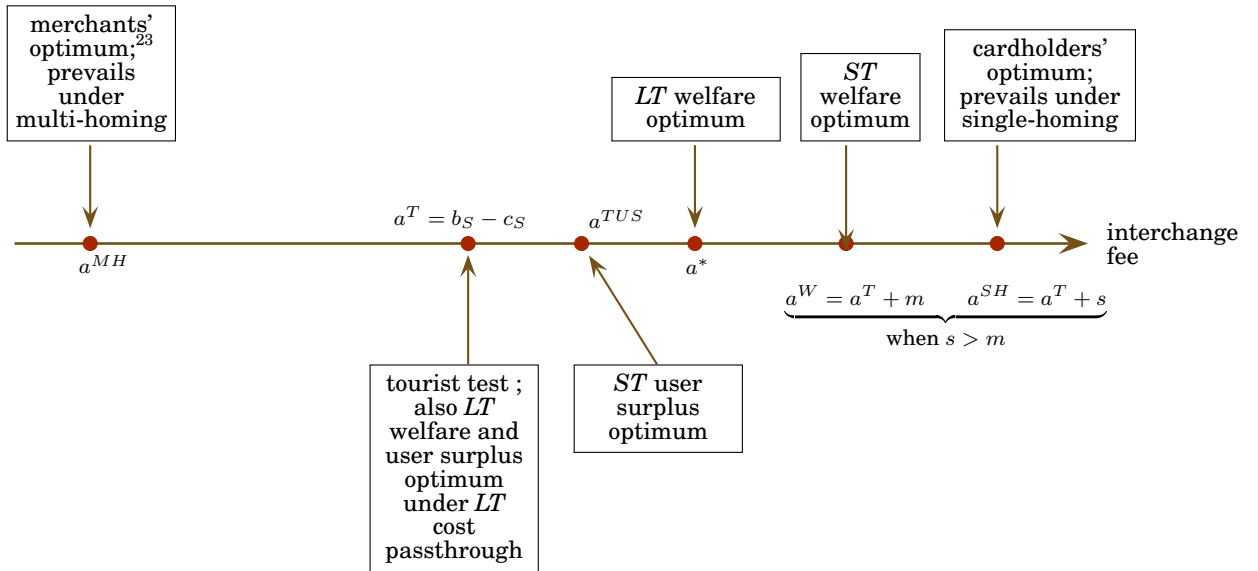 merchants'
optimum;²³
prevails
under
multi-homing
LT welfare
optimum
ST
welfare
optimum
cardholders'
optimum;
prevails under
single-homing
a^{MH}
a^T = b_S − c_S
a^{TUS}
a^*
interchange
fee
a^W = a^T + m
a^{SH} = a^T + s
when s > m
tourist test ;
also LT
welfare and
user surplus
optimum
under LT
cost
passthrough
ST user
surplus
optimum